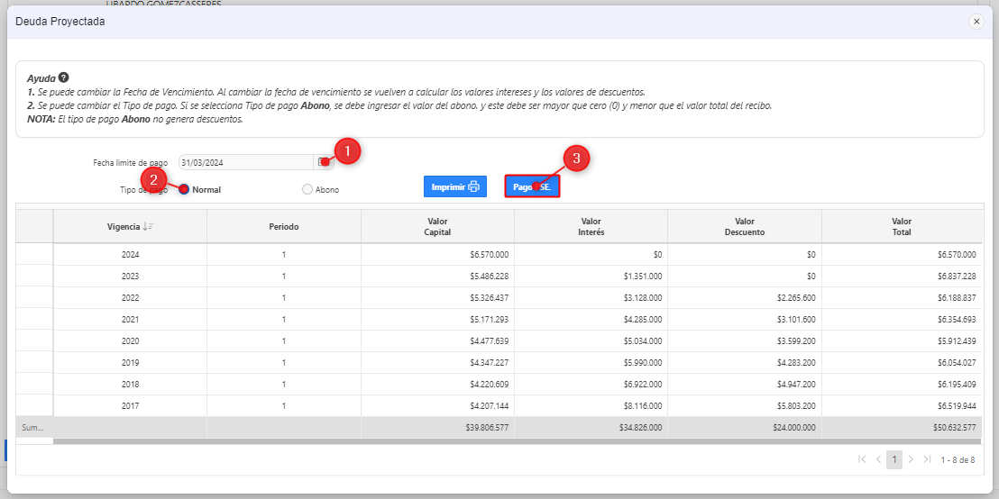 LIBARDO GOMEZCASSERES
Deuda Proyectada
Ayuda
1. Se puede cambiar la Fecha de Vencimiento. Al cambiar la fecha de vencimiento se vuelven a calcular los valores intereses y los valores de descuentos.
2. Se puede cambiar el Tipo de pago. Si se selecciona Tipo de pago Abono, se debe ingresar el valor del abono. y este debe ser mayor que cero (0) y menor que el valor total del recibo.
NOTA: El tipo de pago Abono no genera descuentos.
Fecha limite de pago 31/03/2024 1
2 Tipo de pago Normal Abono Imprimir Pago SE. 3
Vigencia Periodo Valor Capital Valor Interés Valor Descuento Valor Total
2024 1 $6.570.000 $0 $0 $6.570.000
2023 1 $5.486.228 $1.351.000 $0 $6.837.228
2022 1 $5.326.437 $3.128.000 $2.265.600 $6.188.837
2021 1 $5.171.293 $4.285.000 $3.101.600 $6.354.693
2020 1 $4.477.639 $5.034.000 $3.599.200 $5.912.439
2019 1 $4.347.227 $5.990.000 $4.283.200 $6.054.027
2018 1 $4.220.609 $6.922.000 $4.947.200 $6.195.409
2017 1 $4.207.144 $8.116.000 $5.803.200 $6.519.944
Sum... $39.806.577 $34.826.000 $24.000.000 $50.632.577
1 1 - 8 de 8